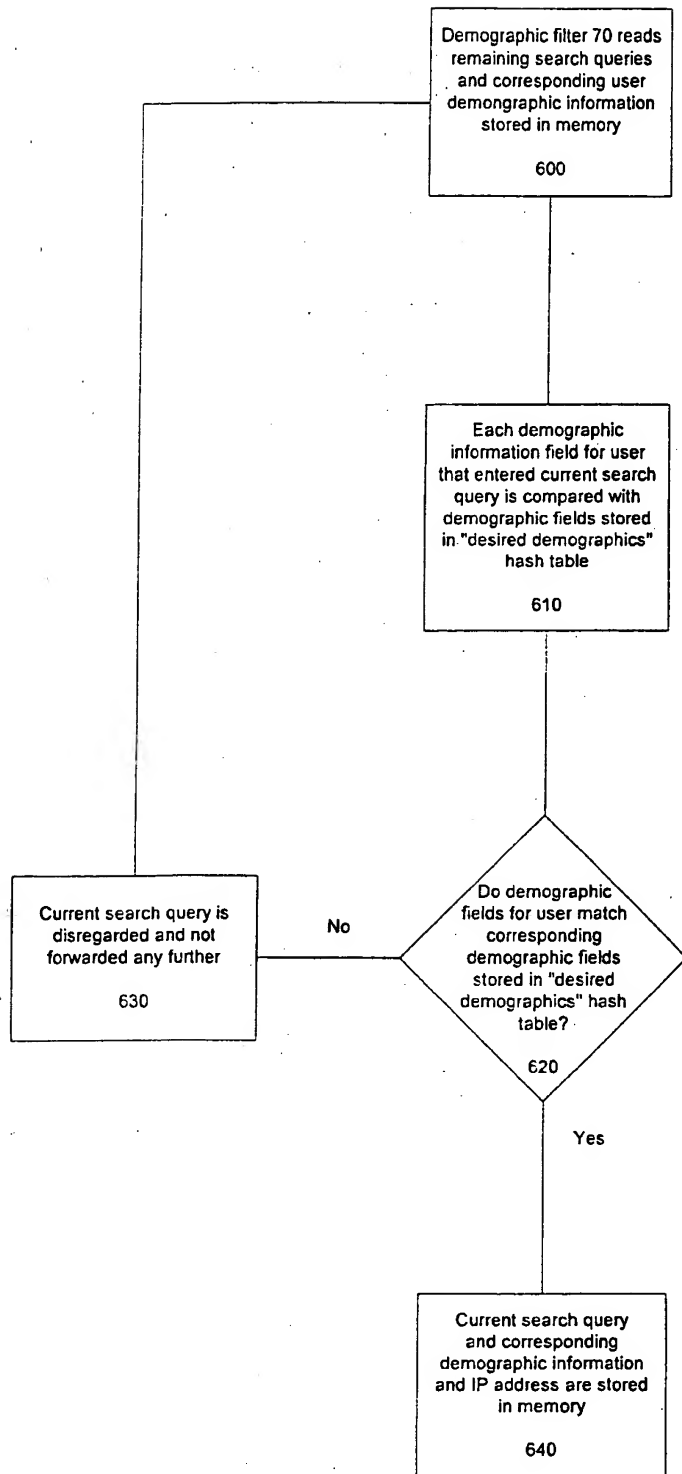 Demographic filter 70 reads
remaining search queries
and corresponding user
demongraphic information
stored in memory
600
Each demographic
information field for user
that entered current search
query is compared with
demographic fields stored
in "desired demographics"
hash table
610
Do demographic
fields for user match
corresponding
demographic fields
stored in "desired
demographics" hash
table?
620
No
Current search query is
disregarded and not
forwarded any further
630
Yes
Current search query
and corresponding
demographic information
and IP address are stored
in memory
640